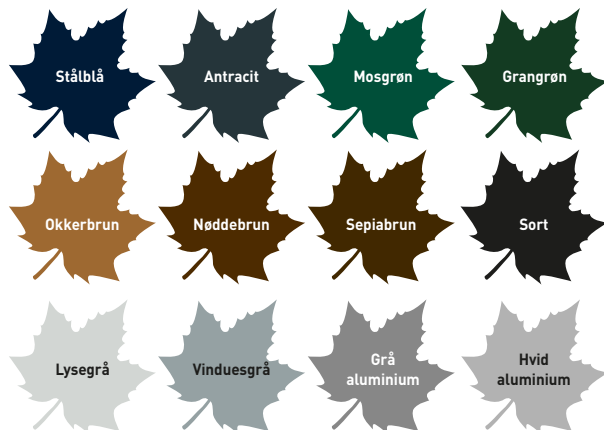 Stålblå
Antracit
Mosgrøn
Grangrøn
Okkerbrun
Nøddebrun
Sepiabrun
Sort
Lysegrå
Vinduesgrå
Grå
aluminium
Hvid
aluminium